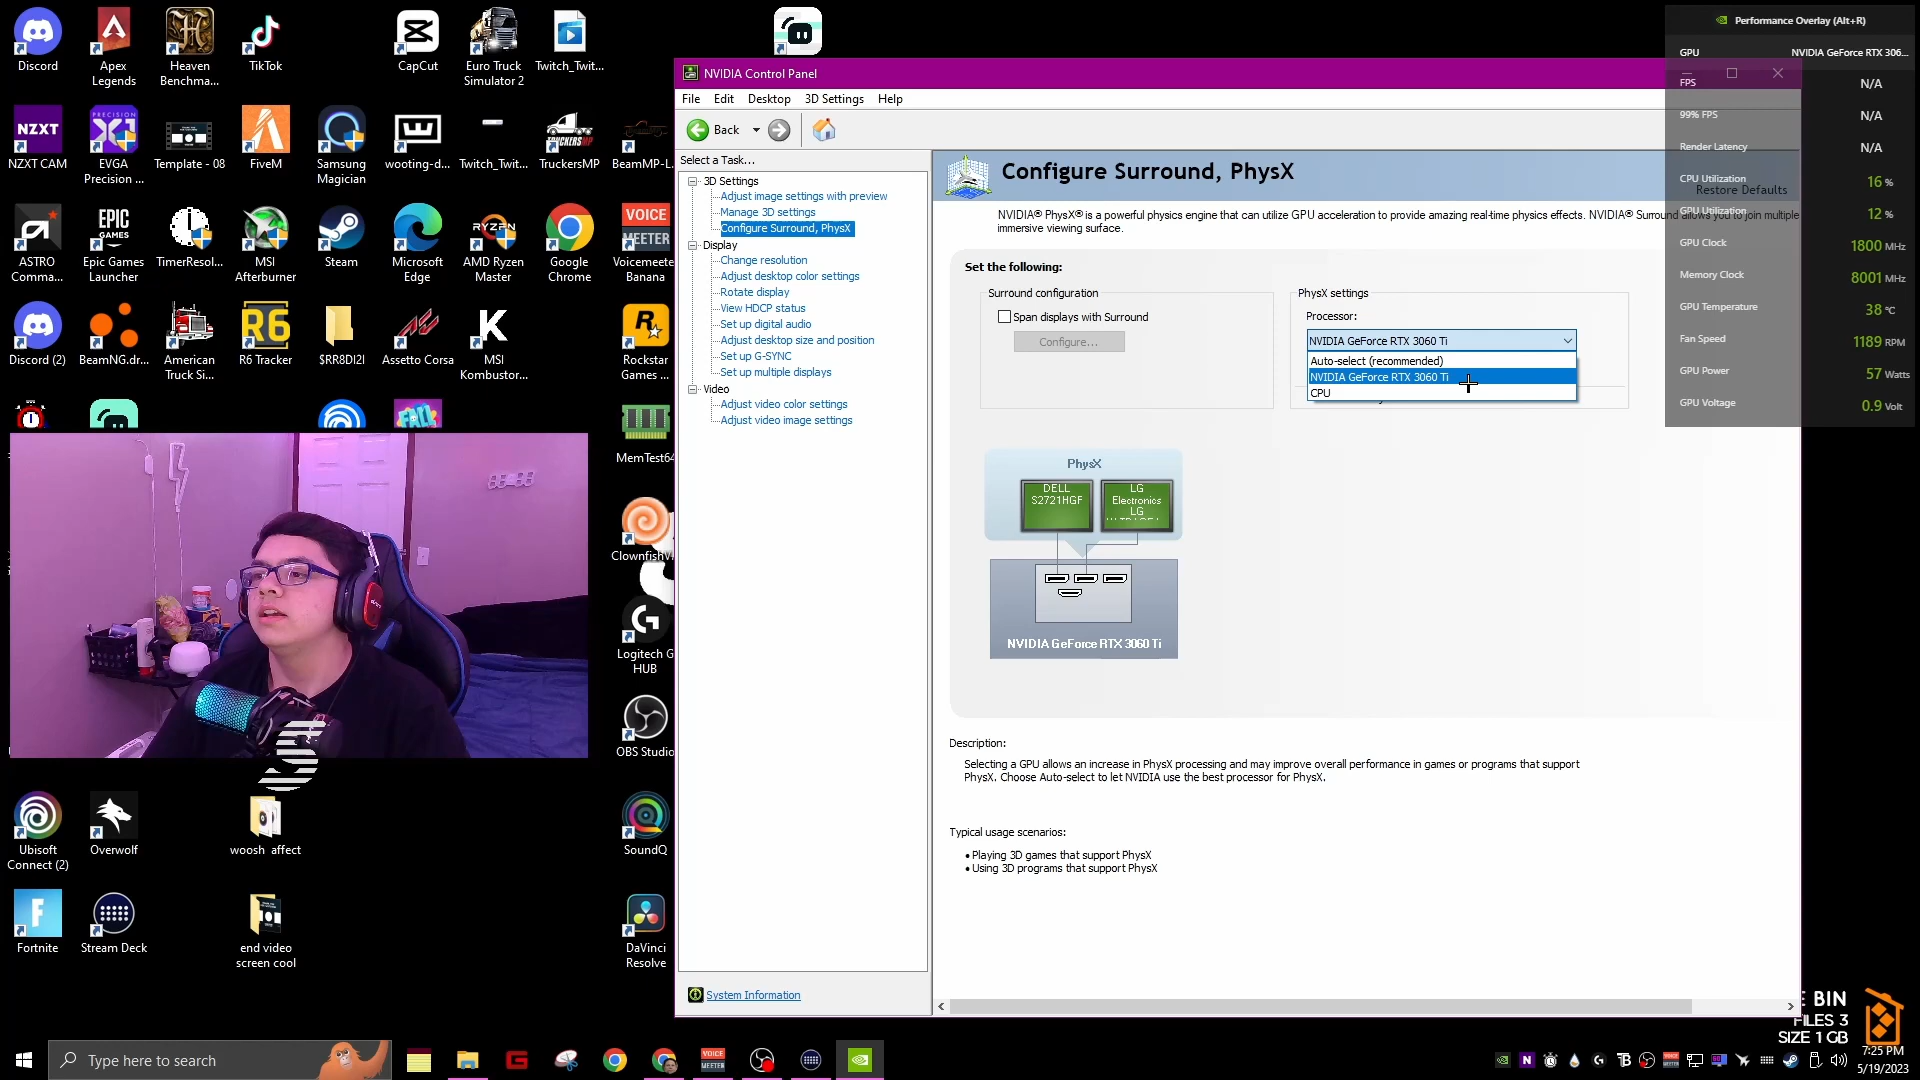 Discord
Apex
Legends
Heaven
Benchma...
TikTok
CapCut
Euro Truck
Simulator 2
Twitch_Twit...
NZXT
NZXT CAM
PRECISION
EVGA
Precision ...
Template - 08
FiveM
Samsung
Magician
wooting-d...
Twitch_Twit...
TruckersMP
BeamMP-L
ASTRO
Comma...
EPIC
GAMES
Epic Games
Launcher
TimerResol...
MSI
Afterburner
Steam
Microsoft
Edge
RYZEN
AMD Ryzen
Master
Google
Chrome
VOICE
MEETER
Voicemeete
Banana
Discord (2)
BeamNG.dr...
American
Truck Si...
R6
R6 Tracker
$RR8DI2I
Assetto Corsa
MSI
Kombustor...
Rockstar
Games ...
FALL
MemTest64
ClownfishV
Logitech G
HUB
OBS Studio
Ubisoft
Connect (2)
Overwolf
woosh affect
SoundQ
Fortnite
Stream Deck
end video
screen cool
DaVinci
Resolve
NVIDIA Control Panel
File
Edit
Desktop
3D Settings
Help
Back
Select a Task...
3D Settings
Adjust image settings with preview
Manage 3D settings
Configure Surround, PhysX
Display
Change resolution
Adjust desktop color settings
Rotate display
View HDCP status
Set up digital audio
Adjust desktop size and position
Set up G-SYNC
Set up multiple displays
Video
Adjust video color settings
Adjust video image settings
System Information
Configure Surround, PhysX
Restore Defaults
NVIDIA® PhysX® is a powerful physics engine that can utilize GPU acceleration to provide amazing real-time physics effects. NVIDIA® Surround allows you to join multiple
immersive viewing surface.
Set the following:
Surround configuration
Span displays with Surround
Configure...
PhysX settings
Processor:
NVIDIA GeForce RTX 3060 Ti
Auto-select (recommended)
NVIDIA GeForce RTX 3060 Ti
CPU
PhysX
DELL
S2721HGF
LG
Electronics
LG
NVIDIA GeForce RTX 3060 Ti
Description:
Selecting a GPU allows an increase in PhysX processing and may improve overall performance in games or programs that support
PhysX. Choose Auto-select to let NVIDIA use the best processor for PhysX.
Typical usage scenarios:
• Playing 3D games that support PhysX
• Using 3D programs that support PhysX
Performance Overlay (Alt+R)
GPU NVIDIA GeForce RTX 306...
FPS N/A
99% FPS N/A
Render Latency N/A
CPU Utilization 16 %
GPU Utilization 12 %
GPU Clock 1800 MHz
Memory Clock 8001 MHz
GPU Temperature 38 °C
Fan Speed 1189 RPM
GPU Power 57 Watts
GPU Voltage 0.9 Volt
E BIN
FILES 3
SIZE 1 GB
Type here to search
VOICE
MEETER
7:25 PM
5/19/2023